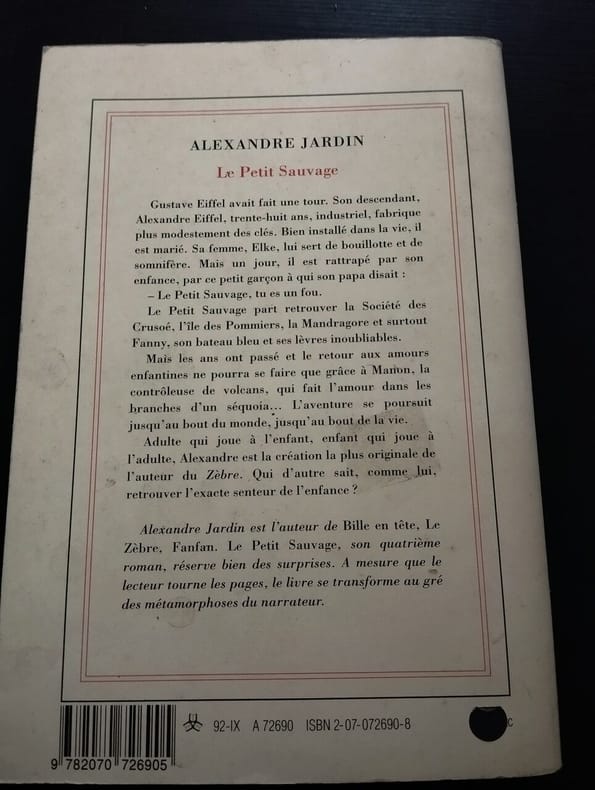 ALEXANDRE JARDIN
Le Petit Sauvage
Gustave Eiffel avait fait une tour. Son descendant,
Alexandre Eiffel, trente-huit ans, industriel, fabrique
plus modestement des clés. Bien installé dans la vie, il
est marié. Sa femme, Elke, lui sert de bouillotte et de
somnifère. Mais un jour, il est rattrapé par son
enfance, par ce petit garçon à qui son papa disait :
– Le Petit Sauvage, tu es un fou.
Le Petit Sauvage part retrouver la Société des
Crusoé, l'île des Pommiers, la Mandragore et surtout
Fanny, son bateau bleu et ses lèvres inoubliables.
Mais les ans ont passé et le retour aux amours
enfantines ne pourra se faire que grâce à Manon, la
contrôleuse de volcans, qui fait l'amour dans les
branches d'un séquoia... L'aventure se poursuit
jusqu'au bout du monde, jusqu'au bout de la vie.
Adulte qui joue à l'enfant, enfant qui joue à
l'adulte, Alexandre est la création la plus originale de
l'auteur du Zèbre. Qui d'autre sait, comme lui,
retrouver l'exacte senteur de l'enfance ?
Alexandre Jardin est l'auteur de Bille en tête, Le
Zèbre, Fanfan. Le Petit Sauvage, son quatrième
roman, réserve bien des surprises. A mesure que le
lecteur tourne les pages, le livre se transforme au gré
des métamorphoses du narrateur.
92-IX A 72690 ISBN 2-07-072690-8
C
9 782070 726905